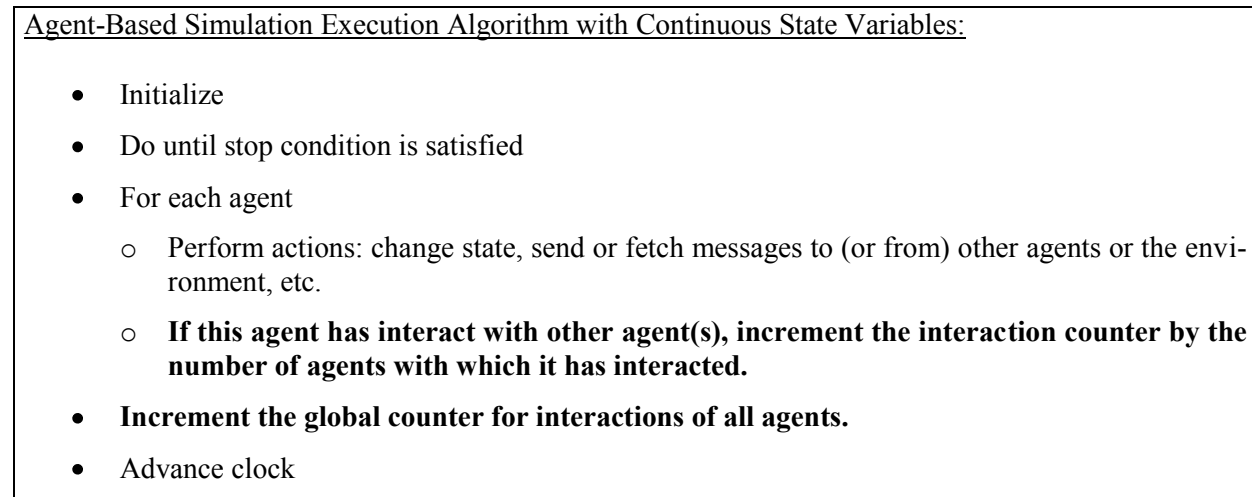 Agent-Based Simulation Execution Algorithm with Continuous State Variables:
• Initialize
• Do until stop condition is satisfied
• For each agent
o Perform actions: change state, send or fetch messages to (or from) other agents or the envi-
ronment, etc.
o If this agent has interact with other agent(s), increment the interaction counter by the
number of agents with which it has interacted.
• Increment the global counter for interactions of all agents.
• Advance clock